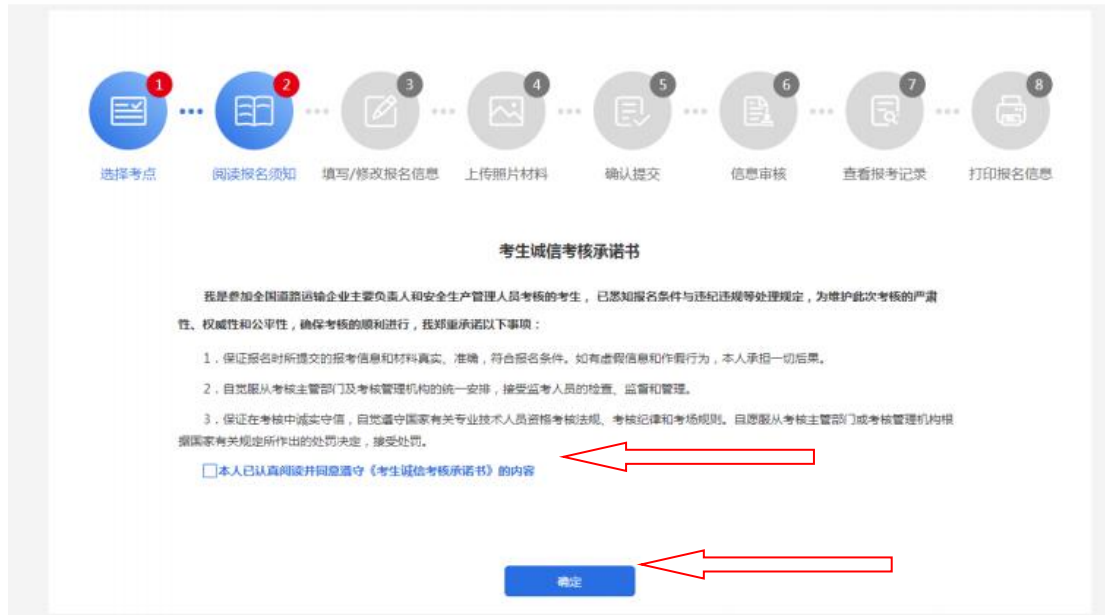 1
2
3
4
5
6
7
8
选择考点
阅读报名须知
填写/修改报名信息
上传照片材料
确认提交
信息审核
查看报考记录
打印报名信息
考生诚信考核承诺书
我是参加全国道路运输企业主要负责人和安全生产管理人员考核的考生，已悉知报名条件与违纪违规等处理规定，为维护此次考核的严肃
性、权威性和公平性，确保考核的顺利进行，我郑重承诺以下事项：
1．保证报名时所提交的报考信息和材料真实、准确，符合报名条件。如有虚假信息和作假行为，本人承担一切后果。
2．自觉服从考核主管部门及考核管理机构的统一安排，接受监考人员的检查、监督和管理。
3．保证在考核中诚实守信，自觉遵守国家有关专业技术人员资格考核法规、考核纪律和考场规则。自愿服从考核主管部门或考核管理机构根
据国家有关规定所作出的处罚决定，接受处罚。
本人已认真阅读并同意遵守《考生诚信考核承诺书》的内容
确定